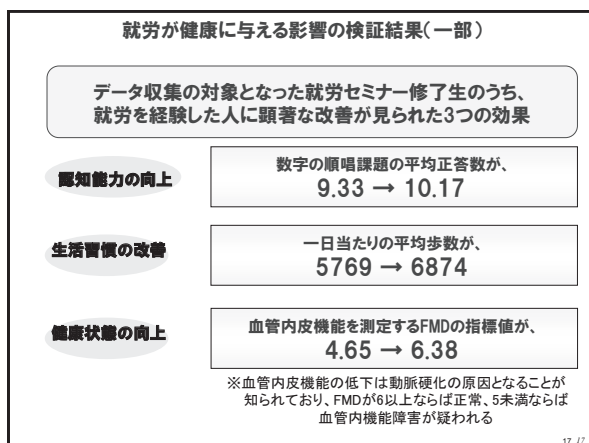 就労が健康に与える影響の検証結果(一部)
データ収集の対象となった就労セミナー修了生のうち、
就労を経験した人に顕著な改善が見られた3つの効果
認知能力の向上
数字の順唱課題の平均正答数が、
9.33 → 10.17
生活習慣の改善
一日当たりの平均歩数が、
5769 → 6874
健康状態の向上
血管内皮機能を測定するFMDの指標値が、
4.65 → 6.38
※血管内皮機能の低下は動脈硬化の原因となることが
知られており、FMDが6以上ならば正常、5未満ならば
血管内機能障害が疑われる
17 / 17